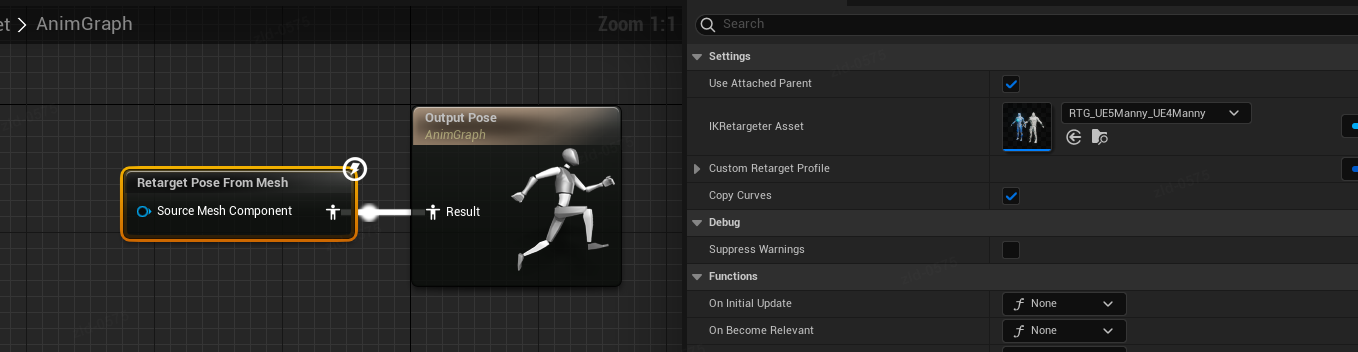 et > AnimGraph
Zoom 1:1
Output Pose
AnimGraph
Retarget Pose From Mesh
Source Mesh Component
Result
Search
Settings
Use Attached Parent
IKRetargeter Asset
RTG_UE5Manny_UE4Manny
Custom Retarget Profile
Copy Curves
Debug
Suppress Warnings
Functions
On Initial Update
None
On Become Relevant
None